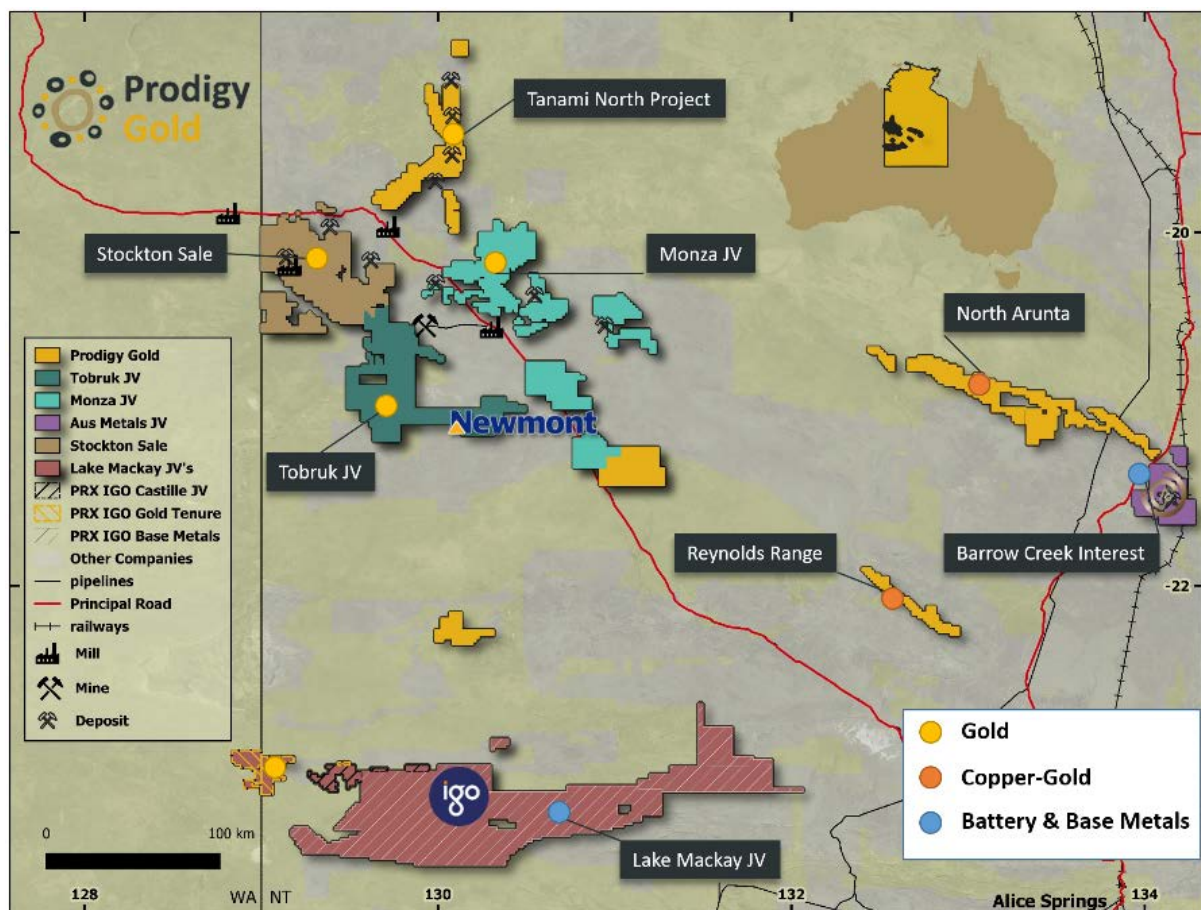 Prodigy
Gold
Tanami North Project
Stockton Sale
Monza JV
-20
North Arunta
Prodigy Gold
Tobruk JV
Monza JV
Aus Metals JV
Stockton Sale
Lake Mackay JV's
PRX IGO Castille JV
PRX IGO Gold Tenure
PRX IGO Base Metals
Other Companies
pipelines
Principal Road
railways
Mill
Mine
Deposit
Newmont
Tobruk JV
Reynolds Range
Barrow Creek Interest
-22
Gold
Copper-Gold
Battery & Base Metals
igo
Lake Mackay JV
0 100 km
128 WA NT 130 132 134
Alice Springs